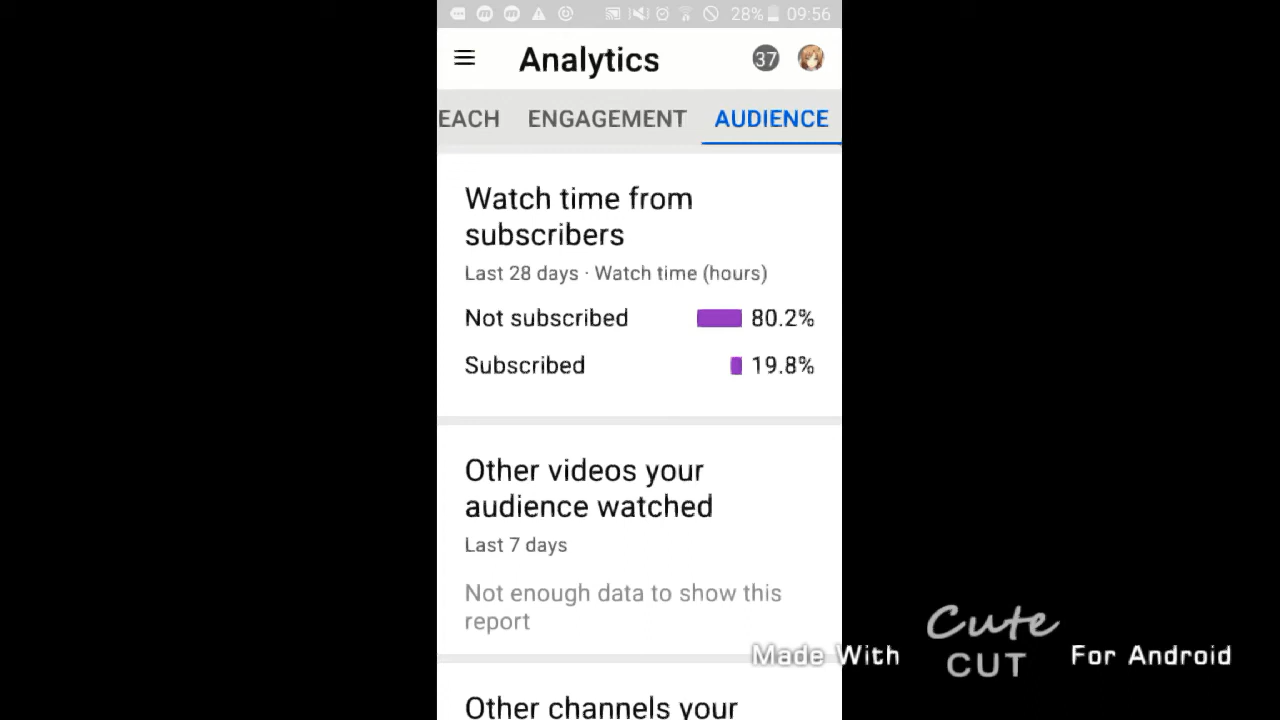 28% 09:56
Analytics
37
EACH ENGAGEMENT AUDIENCE
Watch time from
subscribers
Last 28 days · Watch time (hours)
Not subscribed 80.2%
Subscribed 19.8%
Other videos your
audience watched
Last 7 days
Not enough data to show this
report
Other channels your
Made With Cute CUT For Android